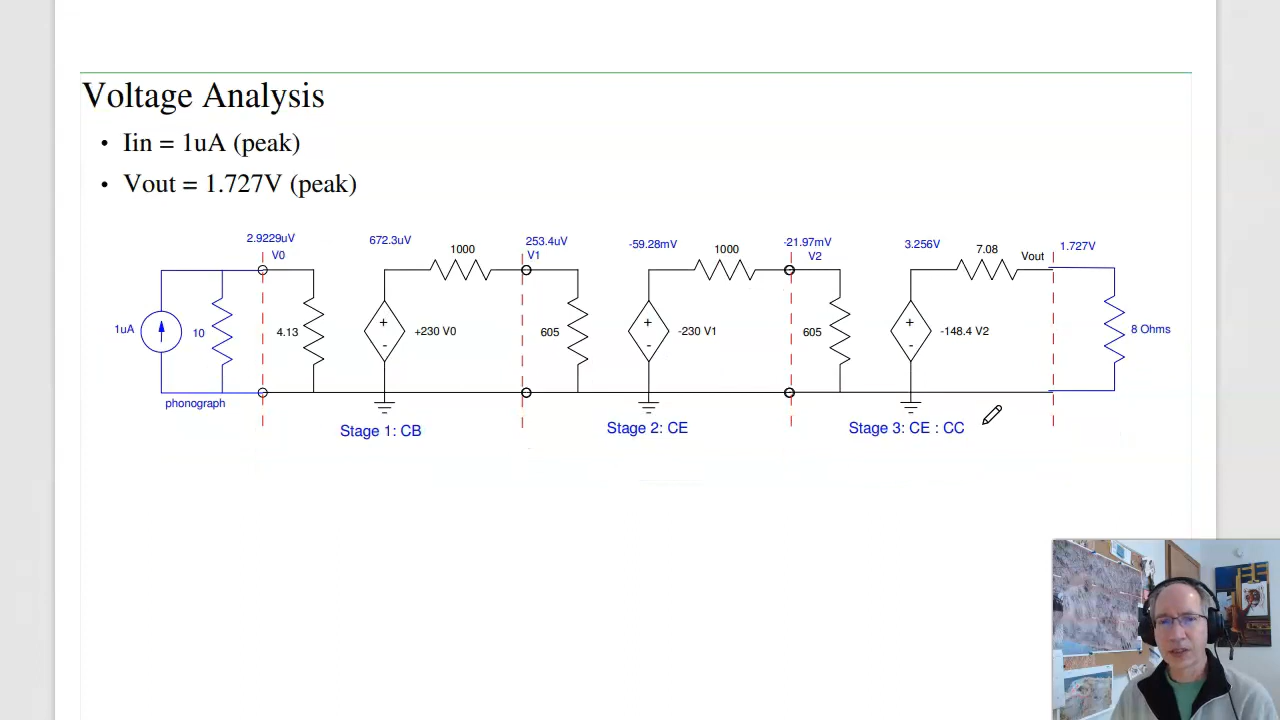 Voltage Analysis
• Iin = 1uA (peak)
• Vout = 1.727V (peak)
2.9229uV
V0
672.3uV
1000
253.4uV
V1
-59.28mV
1000
-21.97mV
V2
3.256V
7.08
Vout
1.727V
1uA
10
4.13
+
-
+230 V0
605
+
-
-230 V1
605
+
-
-148.4 V2
8 Ohms
phonograph
Stage 1: CB
Stage 2: CE
Stage 3: CE : CC